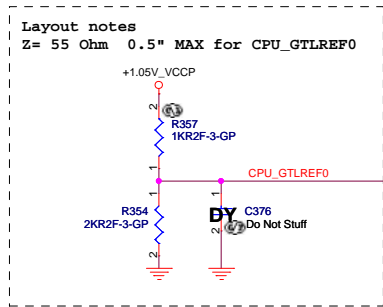 Layout notes
Z= 55 Ohm 0.5" MAX for CPU_GTLREF0
+1.05V_VCCP
2
R357
1KR2F-3-GP
1
CPU_GTLREF0
1
1
R354
2KR2F-3-GP
DY
C376
Do Not Stuff
2
2